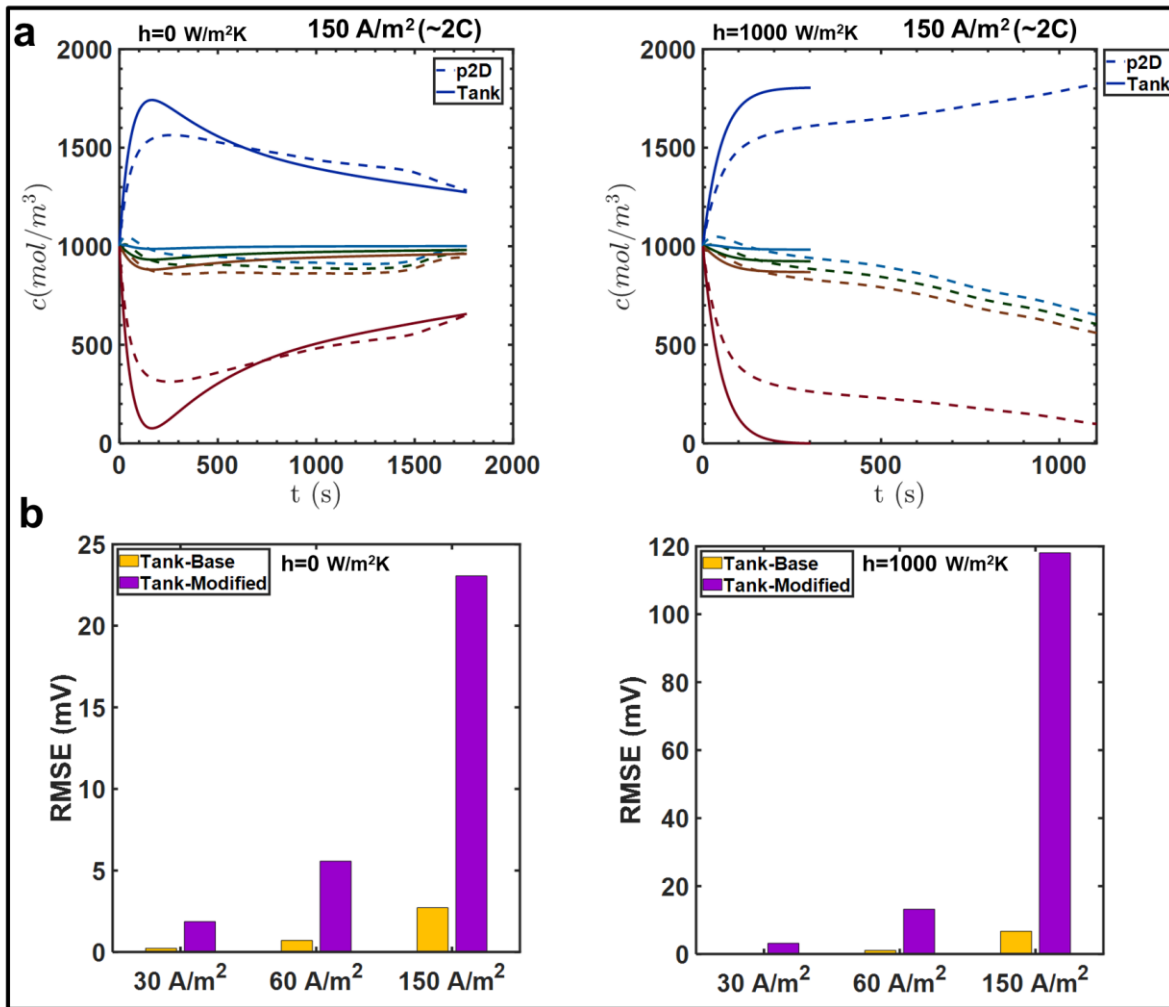 a
h=0 W/m²K 150 A/m² (~2C)
2000
1500
1000
500
0
c(mol/m³)
p2D
Tank
0 500 1000 1500 2000
t (s)
h=1000 W/m²K 150 A/m² (~2C)
2000
1500
1000
500
0
c(mol/m³)
p2D
Tank
0 500 1000
t (s)
b
25
20
15
10
5
0
RMSE (mV)
Tank-Base
Tank-Modified
h=0 W/m²K
30 A/m² 60 A/m² 150 A/m²
120
100
80
60
40
20
0
RMSE (mV)
Tank-Base
Tank-Modified
h=1000 W/m²K
30 A/m² 60 A/m² 150 A/m²